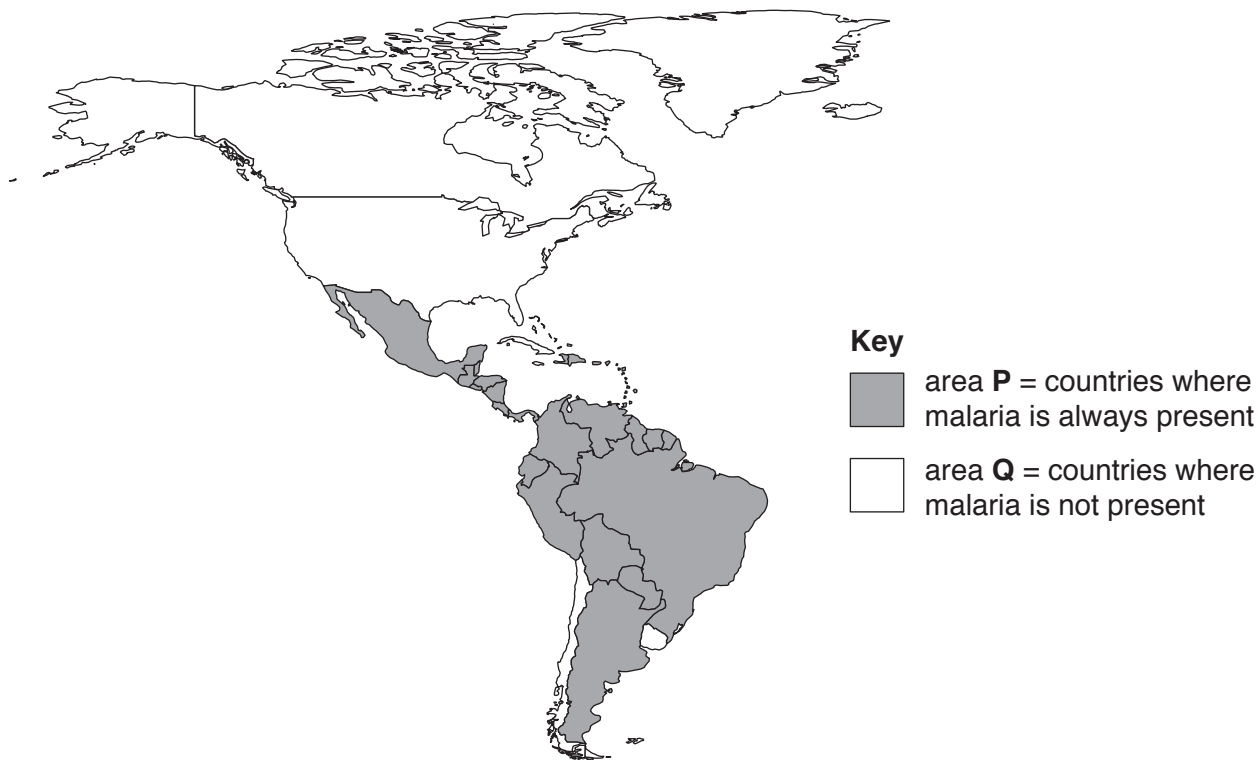 Key
area P = countries where
malaria is always present
area Q = countries where
malaria is not present